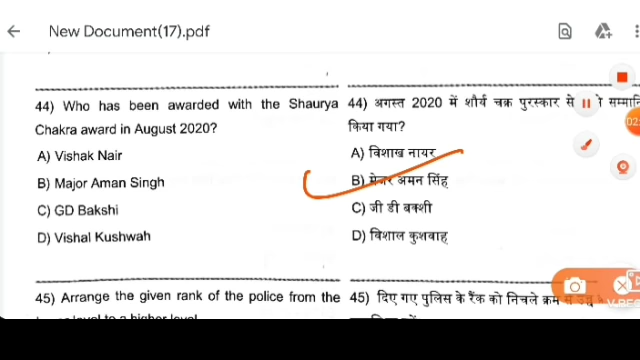 New Document(17).pdf
44) Who has been awarded with the Shaurya
Chakra award in August 2020?
A) Vishak Nair
B) Major Aman Singh
C) GD Bakshi
D) Vishal Kushwah
44) अगस्त 2020 में शौर्य चक्र पुरस्कार से
किया गया?
A) विशाख नायर
B) मेजर अमन सिंह
C) जी डी बक्शी
D) विशाल कुशवाह
45) Arrange the given rank of the police from the
45) दिए गए पुलिस के रैंक को निचले क्रम से